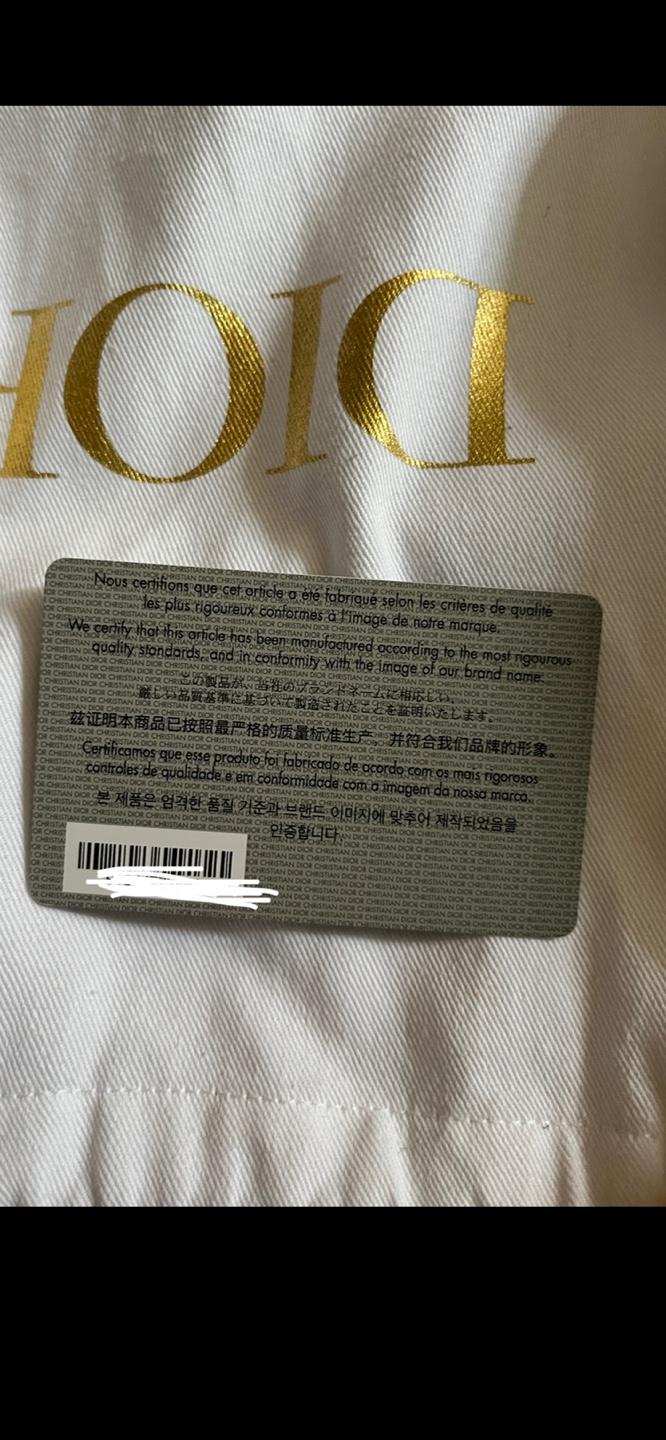 DIOR
Nous certifions que cet article a été fabriqué selon les critères de qualité
les plus rigoureux conformes à l'image de notre marque.
We certify that this article has been manufactured according to the most rigourous
quality standards, and in conformity with the image of our brand name.
この製品が、当社のブランドネームに相応しい、
厳しい品質基準に基づいて製造されたことを証明いたします。
兹证明本商品已按照最严格的质量标准生产，并符合我们品牌的形象。
Certificamos que esse produto foi fabricado de acordo com os mais rigorosos
controles de qualidade e em conformidade com a imagem da nossa marca.
본 제품은 엄격한 품질 기준과 브랜드 이미지에 맞추어 제작되었음을
인증합니다.